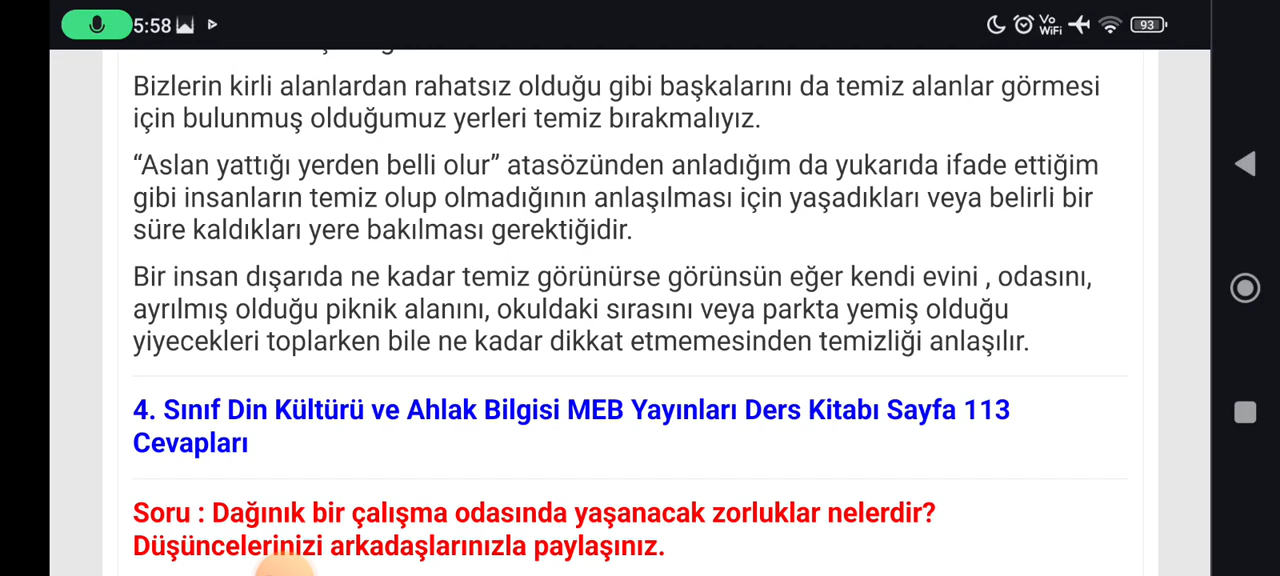 5:58
Vo
WiFi
93
Bizlerin kirli alanlardan rahatsız olduğu gibi başkalarını da temiz alanlar görmesi
için bulunmuş olduğumuz yerleri temiz bırakmalıyız.
“Aslan yattığı yerden belli olur” atasözünden anladığım da yukarıda ifade ettiğim
gibi insanların temiz olup olmadığının anlaşılması için yaşadıkları veya belirli bir
süre kaldıkları yere bakılması gerektiğidir.
Bir insan dışarıda ne kadar temiz görünürse görünsün eğer kendi evini , odasını,
ayrılmış olduğu piknik alanını, okuldaki sırasını veya parkta yemiş olduğu
yiyecekleri toplarken bile ne kadar dikkat etmemesinden temizliği anlaşılır.
4. Sınıf Din Kültürü ve Ahlak Bilgisi MEB Yayınları Ders Kitabı Sayfa 113
Cevapları
Soru : Dağınık bir çalışma odasında yaşanacak zorluklar nelerdir?
Düşüncelerinizi arkadaşlarınızla paylaşınız.